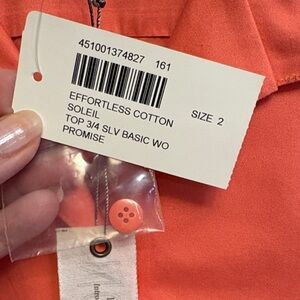 451001374827 161
EFFORTLESS COTTON
SOLEIL
SIZE 2
TOP 3/4 SLV BASIC WO
PROMISE